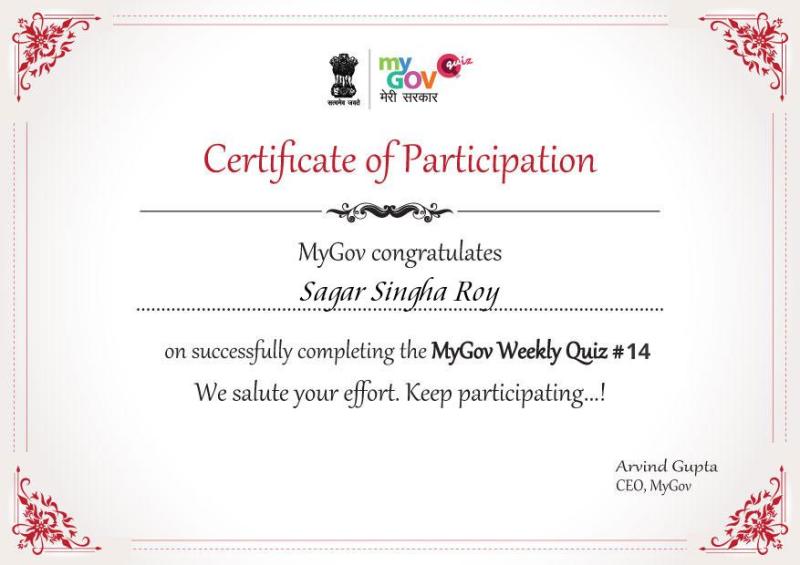 सत्यमेव जयते
my
GOV
quiz
मेरी सरकार
Certificate of Participation
MyGov congratulates
Sagar Singha Roy
on successfully completing the MyGov Weekly Quiz #14
We salute your effort. Keep participating...!
Arvind Gupta
CEO, MyGov